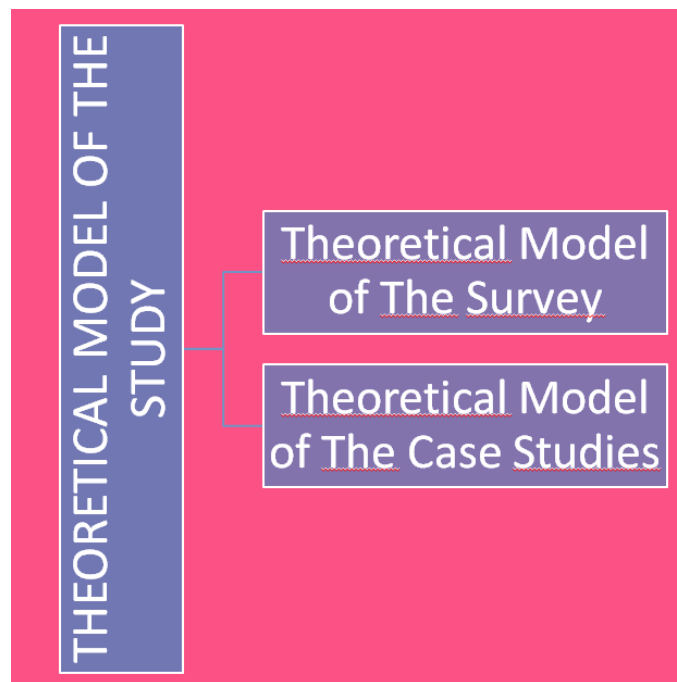 THEORETICAL MODEL OF THE
STUDY
Theoretical Model
of The Survey
Theoretical Model
of The Case Studies